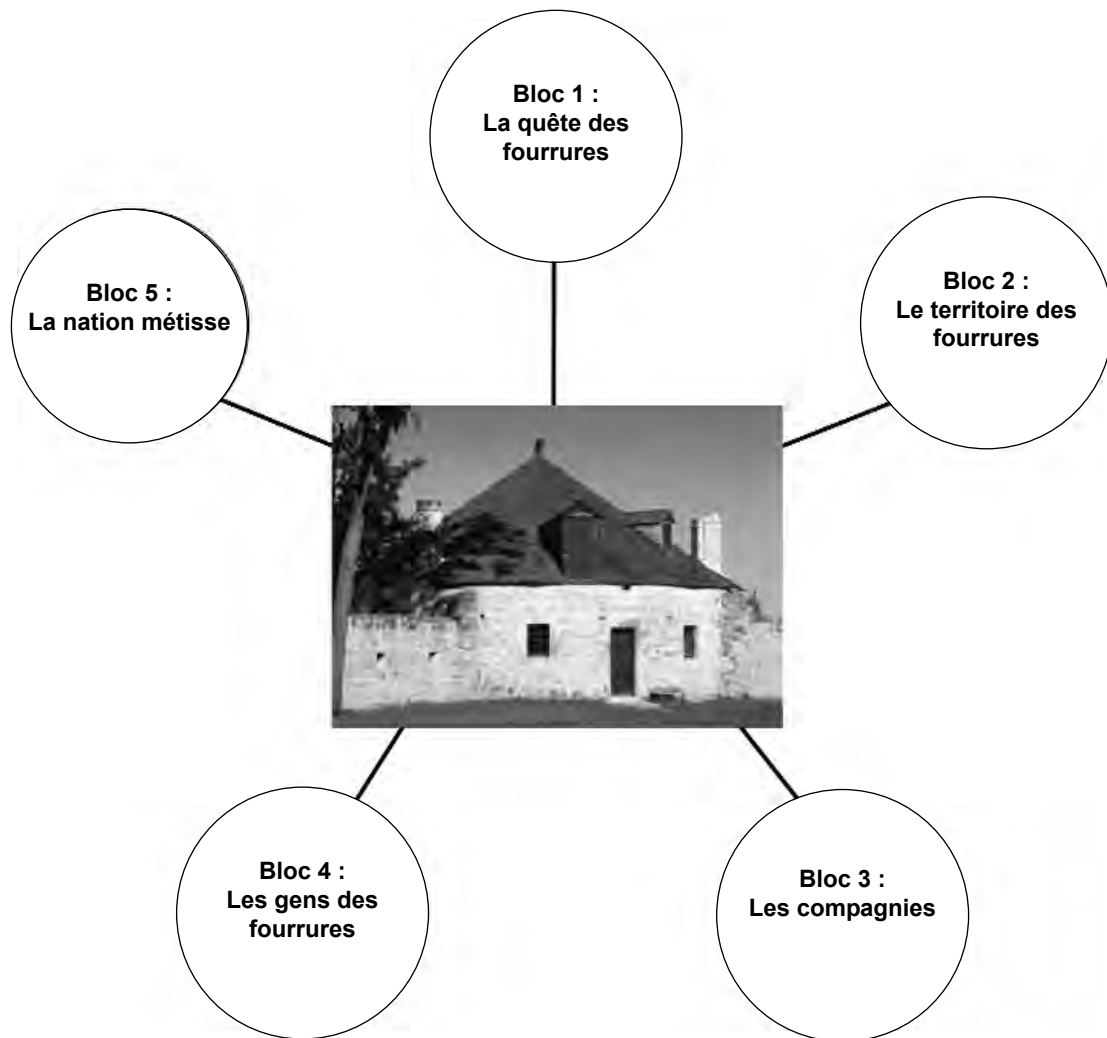 Bloc 1 :
La quête des
fourrures
Bloc 2 :
Le territoire des
fourrures
Bloc 3 :
Les compagnies
Bloc 4 :
Les gens des
fourrures
Bloc 5 :
La nation métisse